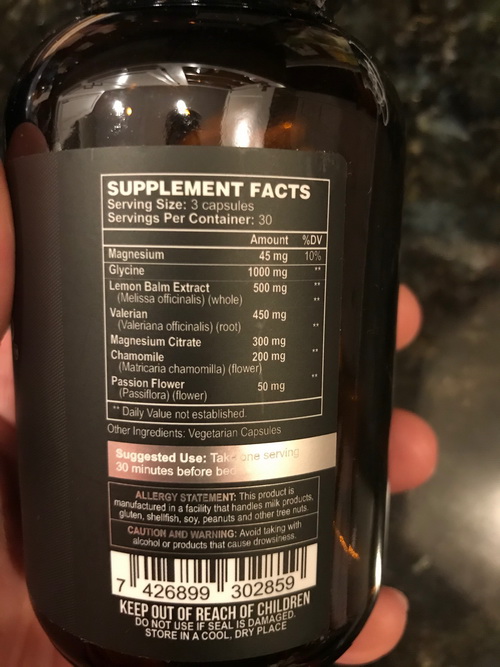 SUPPLEMENT FACTS
Serving Size: 3 capsules
Servings Per Container: 30
Amount %DV
Magnesium 45 mg 10%
Glycine 1000 mg **
Lemon Balm Extract 500 mg **
(Melissa officinalis) (whole) **
Valerian 450 mg
(Valeriana officinalis) (root) **
Magnesium Citrate 300 mg
Chamomile 200 mg **
(Matricaria chamomilla) (flower)
Passion Flower 50 mg **
(Passiflora) (flower)
** Daily Value not established.
Other Ingredients: Vegetarian Capsules
Suggested Use: Take one serving
30 minutes before bed
ALLERGY STATEMENT: This product is
manufactured in a facility that handles milk products,
gluten, shellfish, soy, peanuts and other tree nuts.
CAUTION AND WARNING: Avoid taking with
alcohol or products that cause drowsiness.
7 426899 302859
KEEP OUT OF REACH OF CHILDREN
DO NOT USE IF SEAL IS DAMAGED.
STORE IN A COOL, DRY PLACE